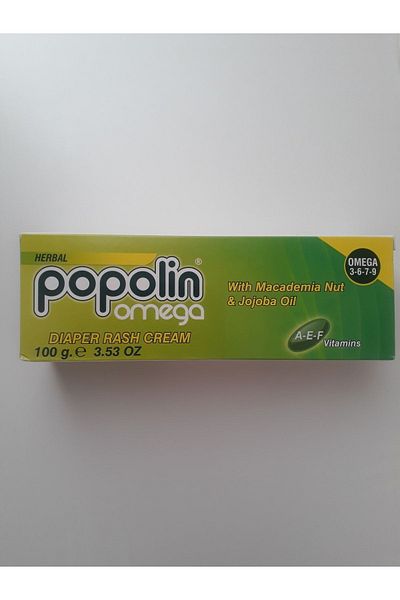 HERBAL
popolin®
omega
DIAPER RASH CREAM
100 g. ℮ 3.53 OZ
With Macademia Nut
& Jojoba Oil
OMEGA
3-6-7-9
A-E-F
Vitamins